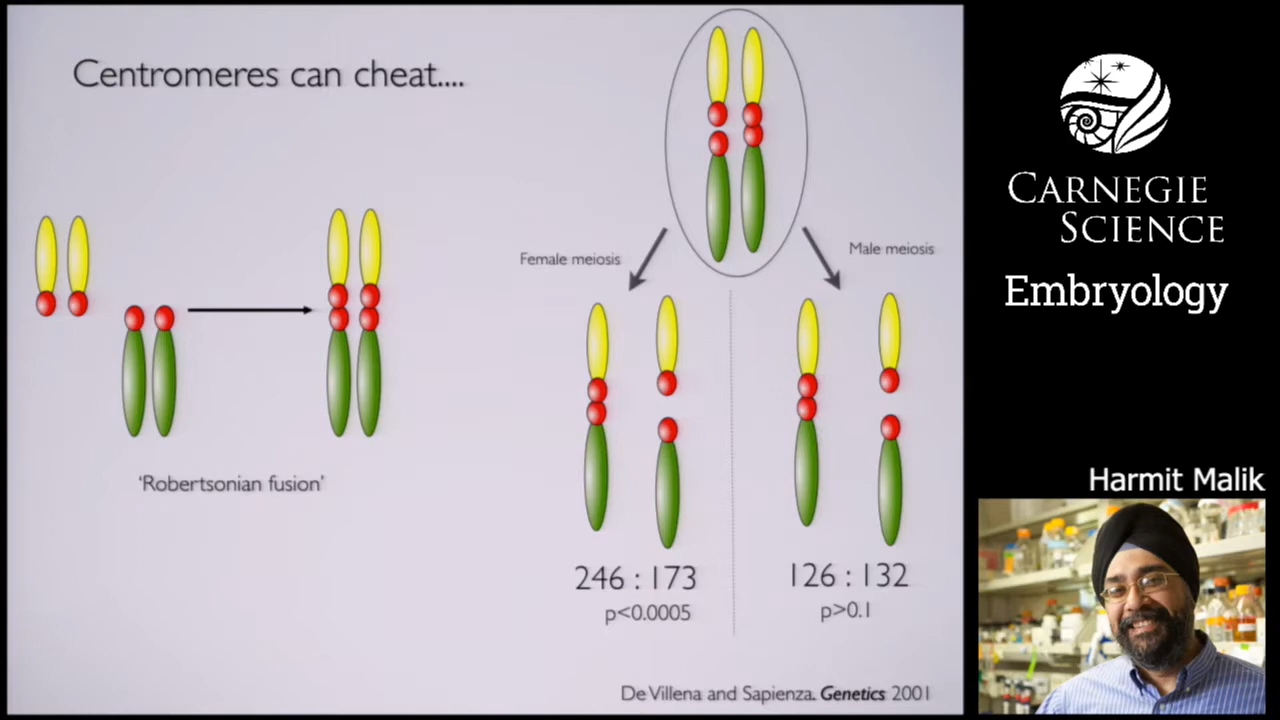 Centromeres can cheat....
Female meiosis
Male meiosis
'Robertsonian fusion'
246 : 173
p<0.0005
126 : 132
p>0.1
De Villena and Sapienza. Genetics 2001
CARNEGIE
SCIENCE
Embryology
Harmit Malik